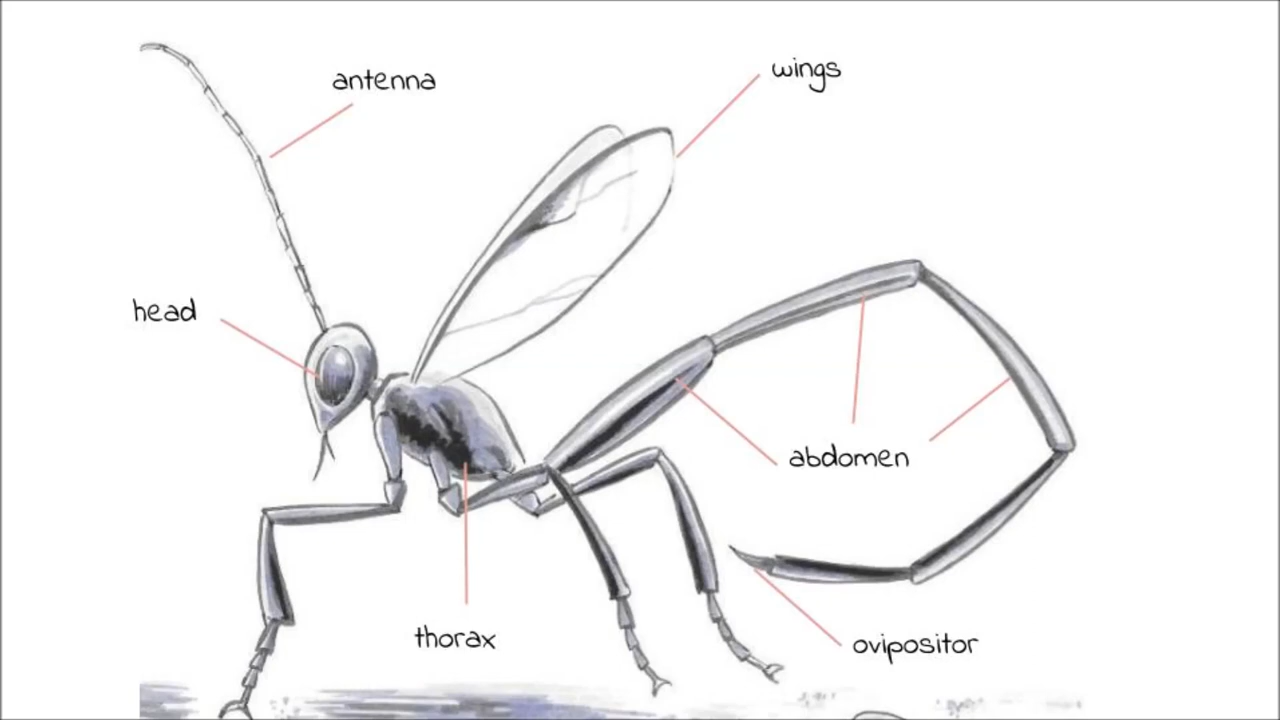 antenna
wings
head
abdomen
thorax
ovipositor